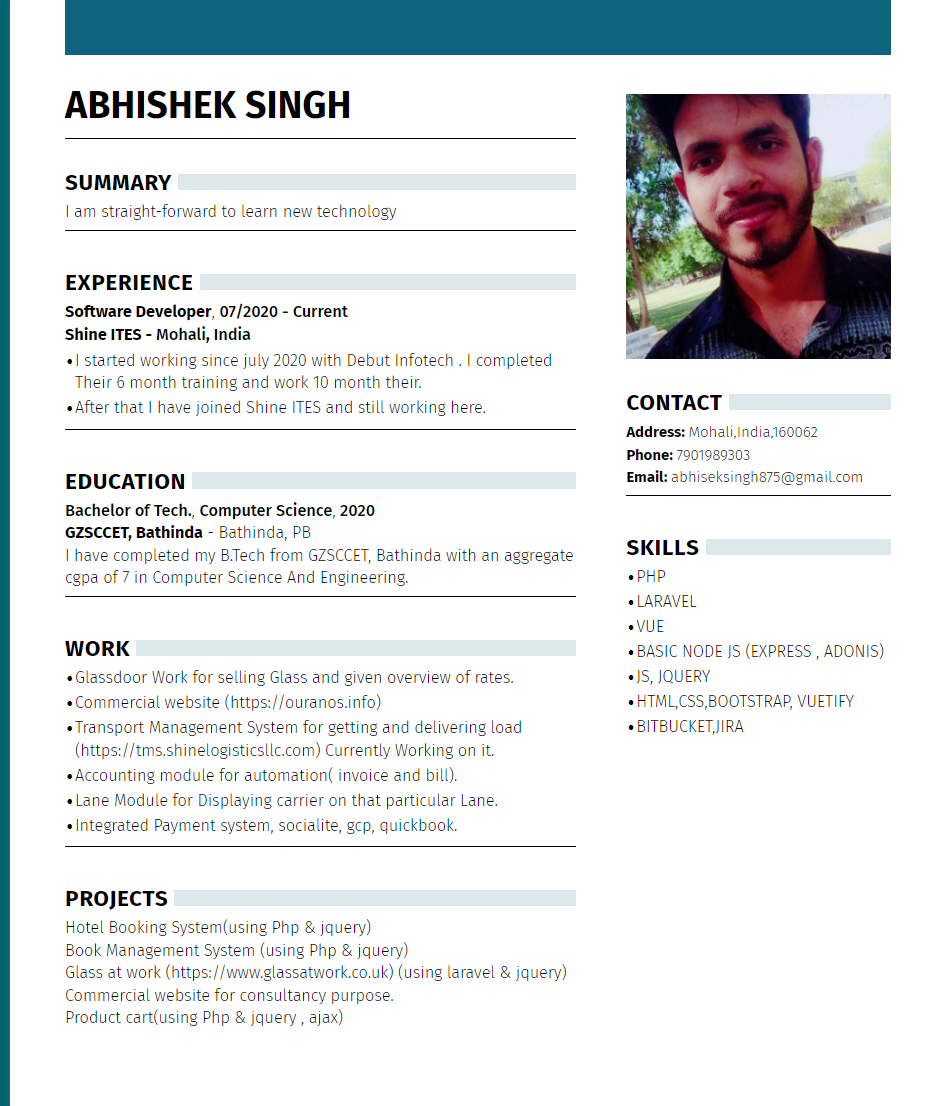 ABHISHEK SINGH
SUMMARY
I am straight-forward to learn new technology
EXPERIENCE
Software Developer, 07/2020 - Current
Shine ITES - Mohali, India
•I started working since july 2020 with Debut Infotech . I completed
Their 6 month training and work 10 month their.
•After that I have joined Shine ITES and still working here.
EDUCATION
Bachelor of Tech., Computer Science, 2020
GZSCCET, Bathinda - Bathinda, PB
I have completed my B.Tech from GZSCCET, Bathinda with an aggregate
cgpa of 7 in Computer Science And Engineering.
WORK
•Glassdoor Work for selling Glass and given overview of rates.
•Commercial website (https://ouranos.info)
•Transport Management System for getting and delivering load
(https://tms.shinelogisticsllc.com) Currently Working on it.
•Accounting module for automation( invoice and bill).
•Lane Module for Displaying carrier on that particular Lane.
•Integrated Payment system, socialite, gcp, quickbook.
PROJECTS
Hotel Booking System(using Php & jquery)
Book Management System (using Php & jquery)
Glass at work (https://www.glassatwork.co.uk) (using laravel & jquery)
Commercial website for consultancy purpose.
Product cart(using Php & jquery , ajax)
CONTACT
Address: Mohali,India,160062
Phone: 7901989303
Email: abhiseksingh875@gmail.com
SKILLS
•PHP
•LARAVEL
•VUE
•BASIC NODE JS (EXPRESS , ADONIS)
•JS, JQUERY
•HTML,CSS,BOOTSTRAP, VUETIFY
•BITBUCKET,JIRA